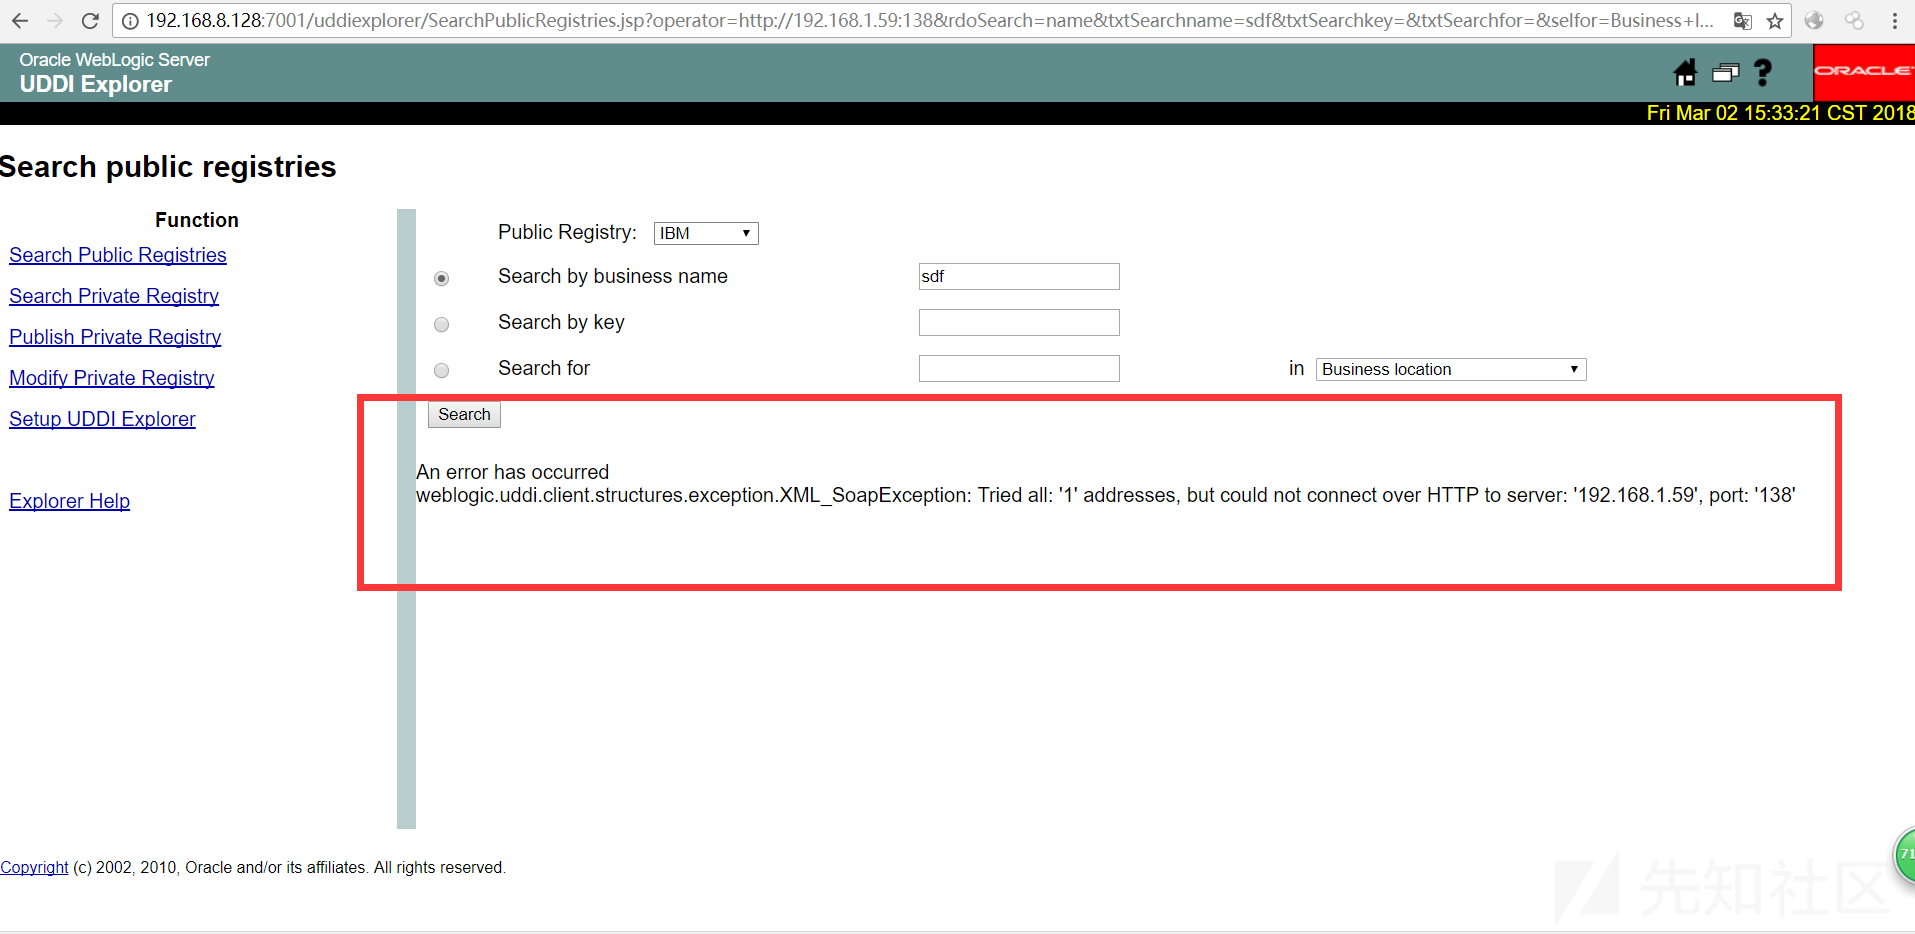 192.168.8.128:7001/uddiexplorer/SearchPublicRegistries.jsp?operator=http://192.168.1.59:138&rdoSearch=name&txtSearchname=sdf&txtSearchkey=&txtSearchfor=&selfor=Business+l...
Oracle WebLogic Server
UDDI Explorer
ORACLE
Fri Mar 02 15:33:21 CST 2018
Search public registries
Function
Search Public Registries
Search Private Registry
Publish Private Registry
Modify Private Registry
Setup UDDI Explorer
Explorer Help
Public Registry: IBM
Search by business name sdf
Search by key
Search for in Business location
Search
An error has occurred
weblogic.uddi.client.structures.exception.XML_SoapException: Tried all: '1' addresses, but could not connect over HTTP to server: '192.168.1.59', port: '138'
71
Copyright (c) 2002, 2010, Oracle and/or its affiliates. All rights reserved.
先知社区